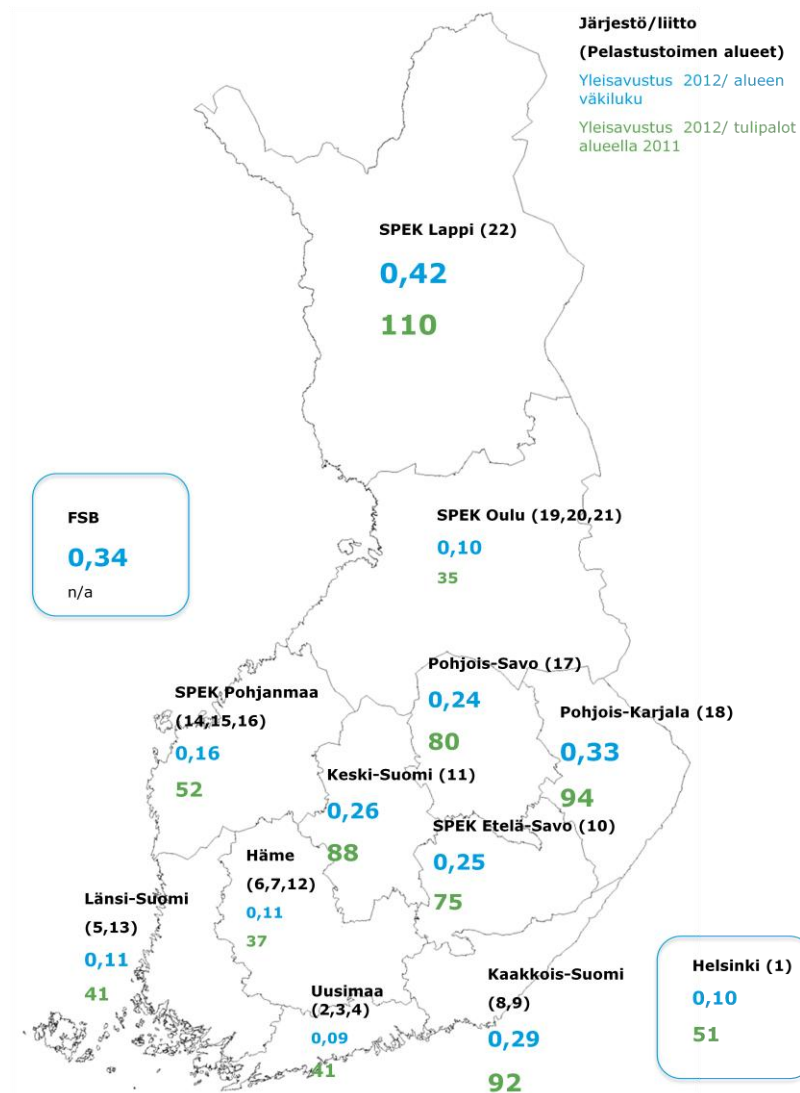 Järjestö/liitto
(Pelastustoimen alueet)
Yleisavustus 2012/ alueen
väkiluku
Yleisavustus 2012/ tulipalot
alueella 2011
SPEK Lappi (22)
0,42
110
FSB
0,34
n/a
SPEK Oulu (19,20,21)
0,10
35
SPEK Pohjanmaa
(14,15,16)
0,16
52
Pohjois-Savo (17)
0,24
80
Pohjois-Karjala (18)
0,33
94
Keski-Suomi (11)
0,26
88
SPEK Etelä-Savo (10)
0,25
75
Häme
(6,7,12)
0,11
37
Länsi-Suomi
(5,13)
0,11
41
Uusimaa
(2,3,4)
0,09
41
Kaakkois-Suomi
(8,9)
0,29
92
Helsinki (1)
0,10
51